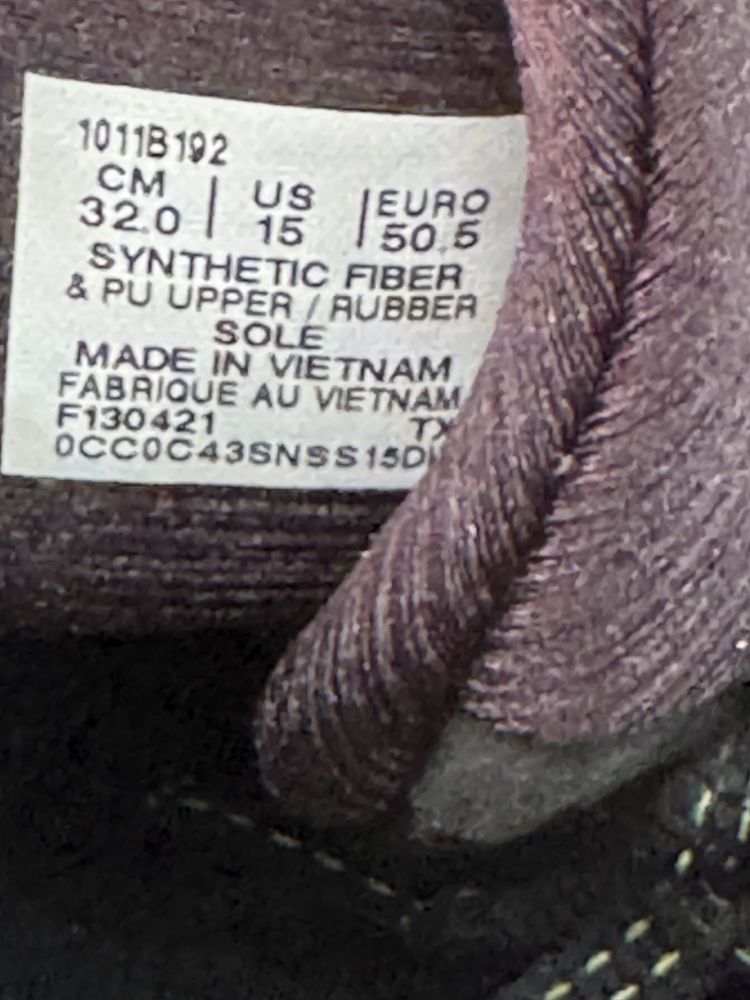 1011B192
CM | US | EURO
32.0 | 15 | 50.5
SYNTHETIC FIBER
& PU UPPER / RUBBER
SOLE
MADE IN VIETNAM
FABRIQUE AU VIETNAM
F130421 TX